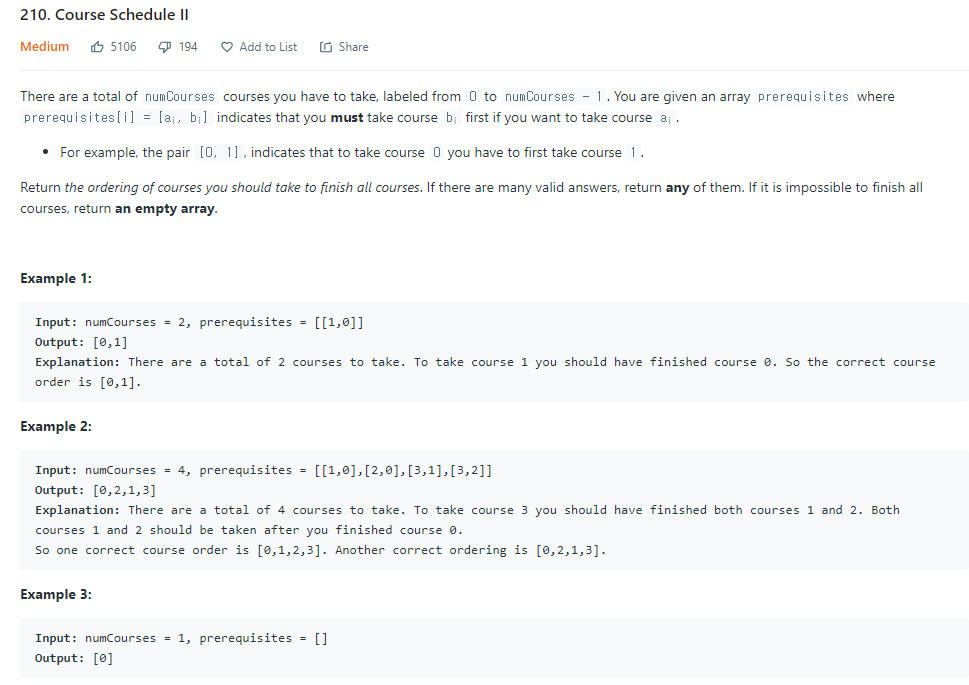 210. Course Schedule II
Medium 5106 194 Add to List Share
There are a total of numCourses courses you have to take, labeled from 0 to numCourses - 1. You are given an array prerequisites where
prerequisites[i] = [aᵢ, bᵢ] indicates that you must take course bᵢ first if you want to take course aᵢ.
• For example, the pair [0, 1], indicates that to take course 0 you have to first take course 1.
Return the ordering of courses you should take to finish all courses. If there are many valid answers, return any of them. If it is impossible to finish all
courses, return an empty array.
Example 1:
Input: numCourses = 2, prerequisites = [[1,0]]
Output: [0,1]
Explanation: There are a total of 2 courses to take. To take course 1 you should have finished course 0. So the correct course
order is [0,1].
Example 2:
Input: numCourses = 4, prerequisites = [[1,0],[2,0],[3,1],[3,2]]
Output: [0,2,1,3]
Explanation: There are a total of 4 courses to take. To take course 3 you should have finished both courses 1 and 2. Both
courses 1 and 2 should be taken after you finished course 0.
So one correct course order is [0,1,2,3]. Another correct ordering is [0,2,1,3].
Example 3:
Input: numCourses = 1, prerequisites = []
Output: [0]